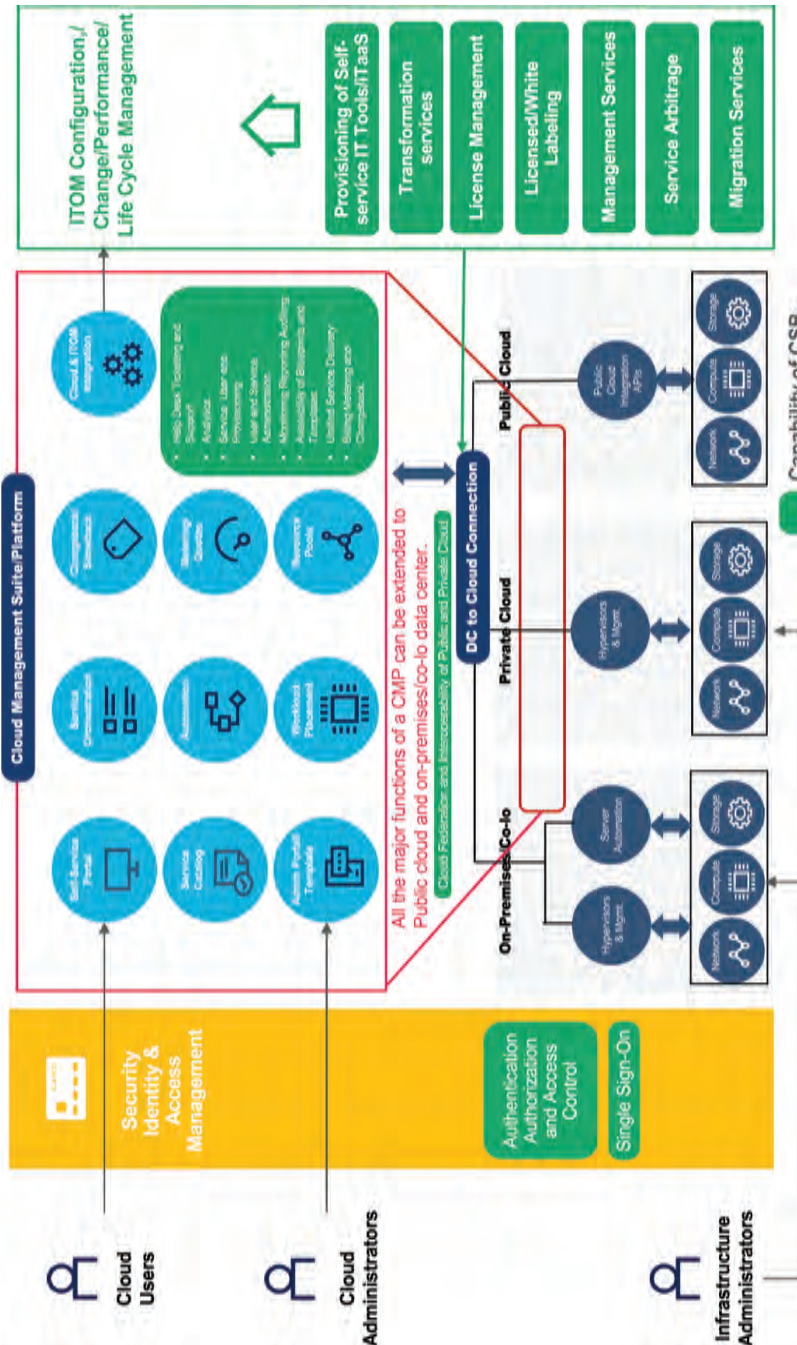 Cloud Management Suite/Platform
Cloud
Users
Cloud
Administrators
Infrastructure
Administrators
Security
Identity &
Access
Management
Authentication
Authorization
and Access
Control
Single Sign-On
Self-Service
Portal
Service
Orchestration
Cloud & ITOM
Integration
Service
Catalog
Automation
Metering/
Quotas
Admin Portal/
Template
Workload
Placement
Resource
Pools
• Help Desk Ticketing and
Support
• Analytics
Provisioning
• User and Service
• Monitoring Reporting Auditing
Templates
• Unified Service Delivery
• Billing Metering and
Chargeback
All the major functions of a CMP can be extended to
Public cloud and on-premises/co-lo data center.
Cloud Federation and Interoperability of Public and Private Cloud
DC to Cloud Connection
On-Premises/Co-lo
Private Cloud
Public Cloud
Hypervisors
& Mgmt.
Server
Automation
Hypervisors
& Mgmt.
Public
Cloud
Integration
APIs
Network
Compute
Storage
Network
Compute
Storage
Network
Compute
Storage
ITOM Configuration,/
Change/Performance/
Life Cycle Management
Provisioning of Self-
service IT Tools/ITaaS
Transformation
services
License Management
Licensed/White
Labeling
Management Services
Service Arbitrage
Migration Services
Capability of CSB